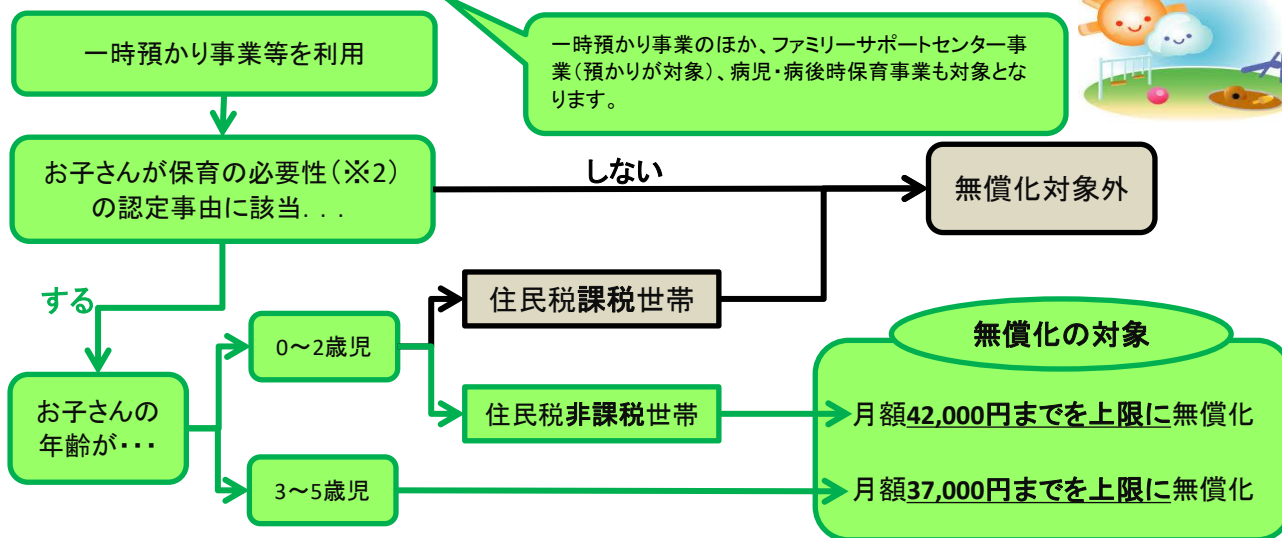 一時預かり事業等を利用
一時預かり事業のほか、ファミリーサポートセンター事
業(預かりが対象)、病児・病後時保育事業も対象とな
ります。
お子さんが保育の必要性(※2)
の認定事由に該当...
しない
無償化対象外
する
住民税課税世帯
0～2歳児
無償化の対象
お子さんの
年齢が・・・
住民税非課税世帯
月額42,000円までを上限に無償化
3～5歳児
月額37,000円までを上限に無償化